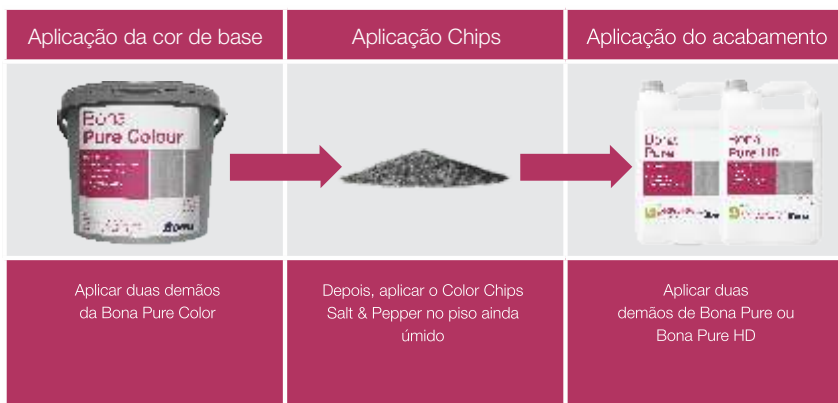 Aplicação da cor de base
Aplicação Chips
Aplicação do acabamento
Bona
Pure Colour
Bona
Bona
Pure
Bona
Pure HD
Aplicar duas demãos
da Bona Pure Color
Depois, aplicar o Color Chips
Salt & Pepper no piso ainda
úmido
Aplicar duas
demãos de Bona Pure ou
Bona Pure HD